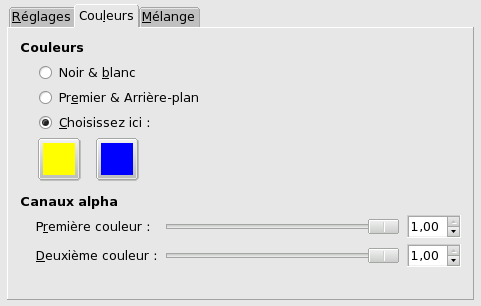 Réglages Couleurs Mélange
Couleurs
Noir & blanc
Premier & Arrière-plan
Choisissez ici :
Canaux alpha
Première couleur : 1,00
Deuxième couleur : 1,00